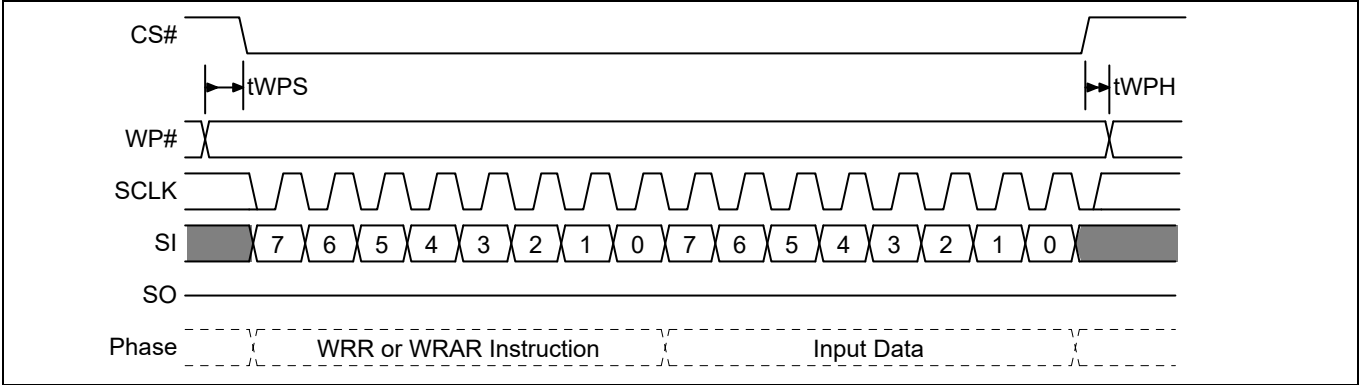 CS#
tWPS tWPH
WP#
SCLK
SI 7 6 5 4 3 2 1 0 7 6 5 4 3 2 1 0
SO
Phase WRR or WRAR Instruction Input Data